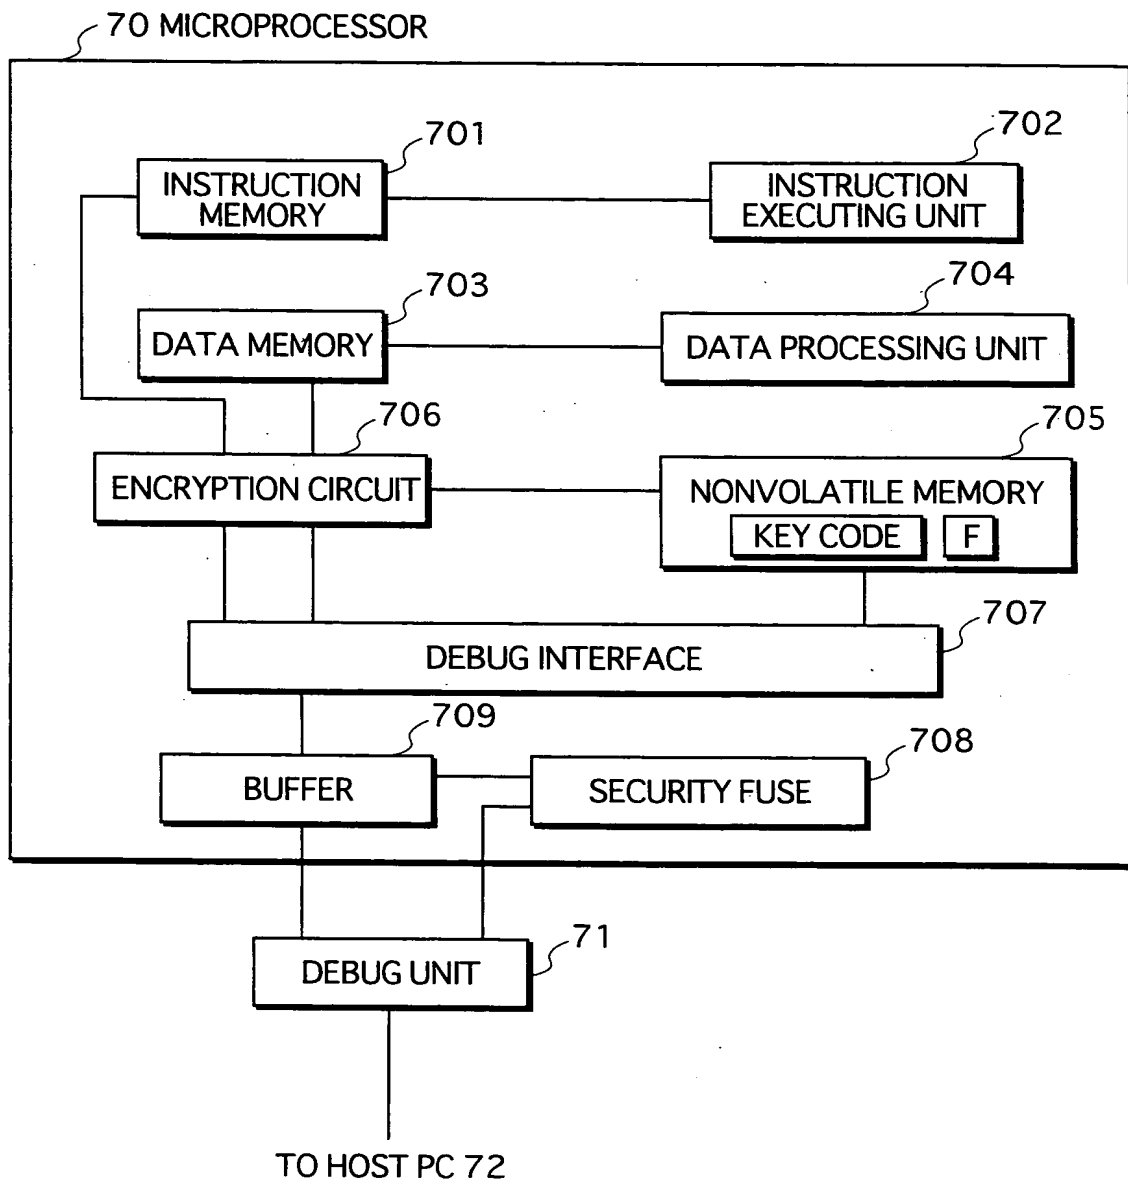 70 MICROPROCESSOR
701
INSTRUCTION
MEMORY
702
INSTRUCTION
EXECUTING UNIT
703
DATA MEMORY
704
DATA PROCESSING UNIT
706
ENCRYPTION CIRCUIT
705
NONVOLATILE MEMORY
KEY CODE
F
707
DEBUG INTERFACE
709
BUFFER
708
SECURITY FUSE
71
DEBUG UNIT
TO HOST PC 72